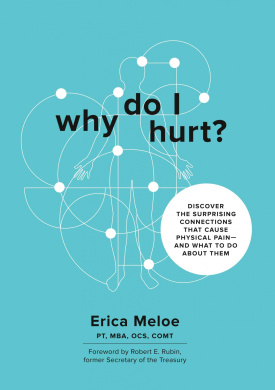 why do I
hurt?
DISCOVER
THE SURPRISING
CONNECTIONS
THAT CAUSE
PHYSICAL PAIN—
AND WHAT TO DO
ABOUT THEM
Erica Meloe
PT, MBA, OCS, COMT
Foreword by Robert E. Rubin,
former Secretary of the Treasury